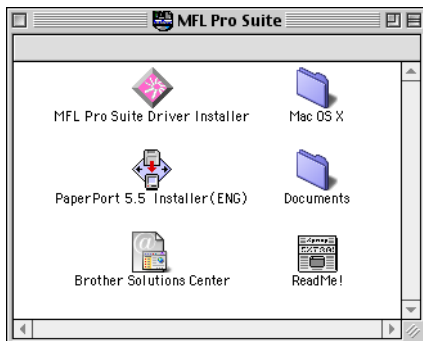 MFL Pro Suite
MFL Pro Suite Driver Installer
Mac OS X
PaperPort 5.5 Installer(ENG)
Documents
Brother Solutions Center
ReadMe!